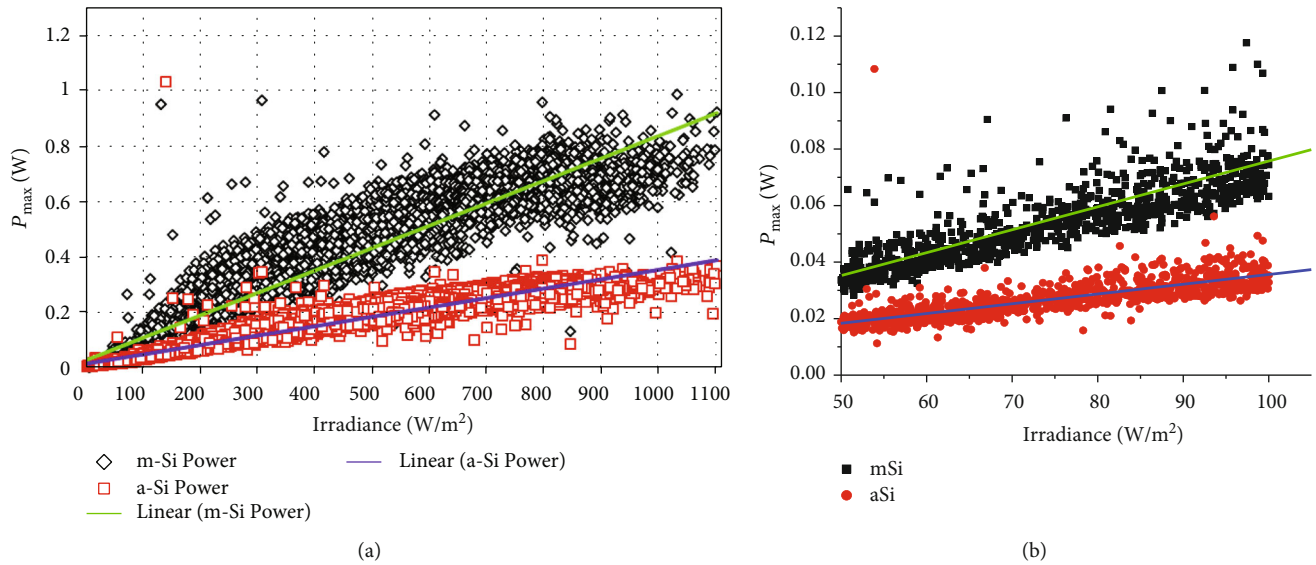 1.2
1
0.8
0.6
0.4
0.2
0
P_max (W)
0 100 200 300 400 500 600 700 800 900 1000 1100
Irradiance (W/m²)
m-Si Power
Linear (a-Si Power)
a-Si Power
Linear (m-Si Power)
(a)
0.12
0.10
0.08
0.06
0.04
0.02
0.00
P_max (W)
50 60 70 80 90 100
Irradiance (W/m²)
mSi
aSi
(b)